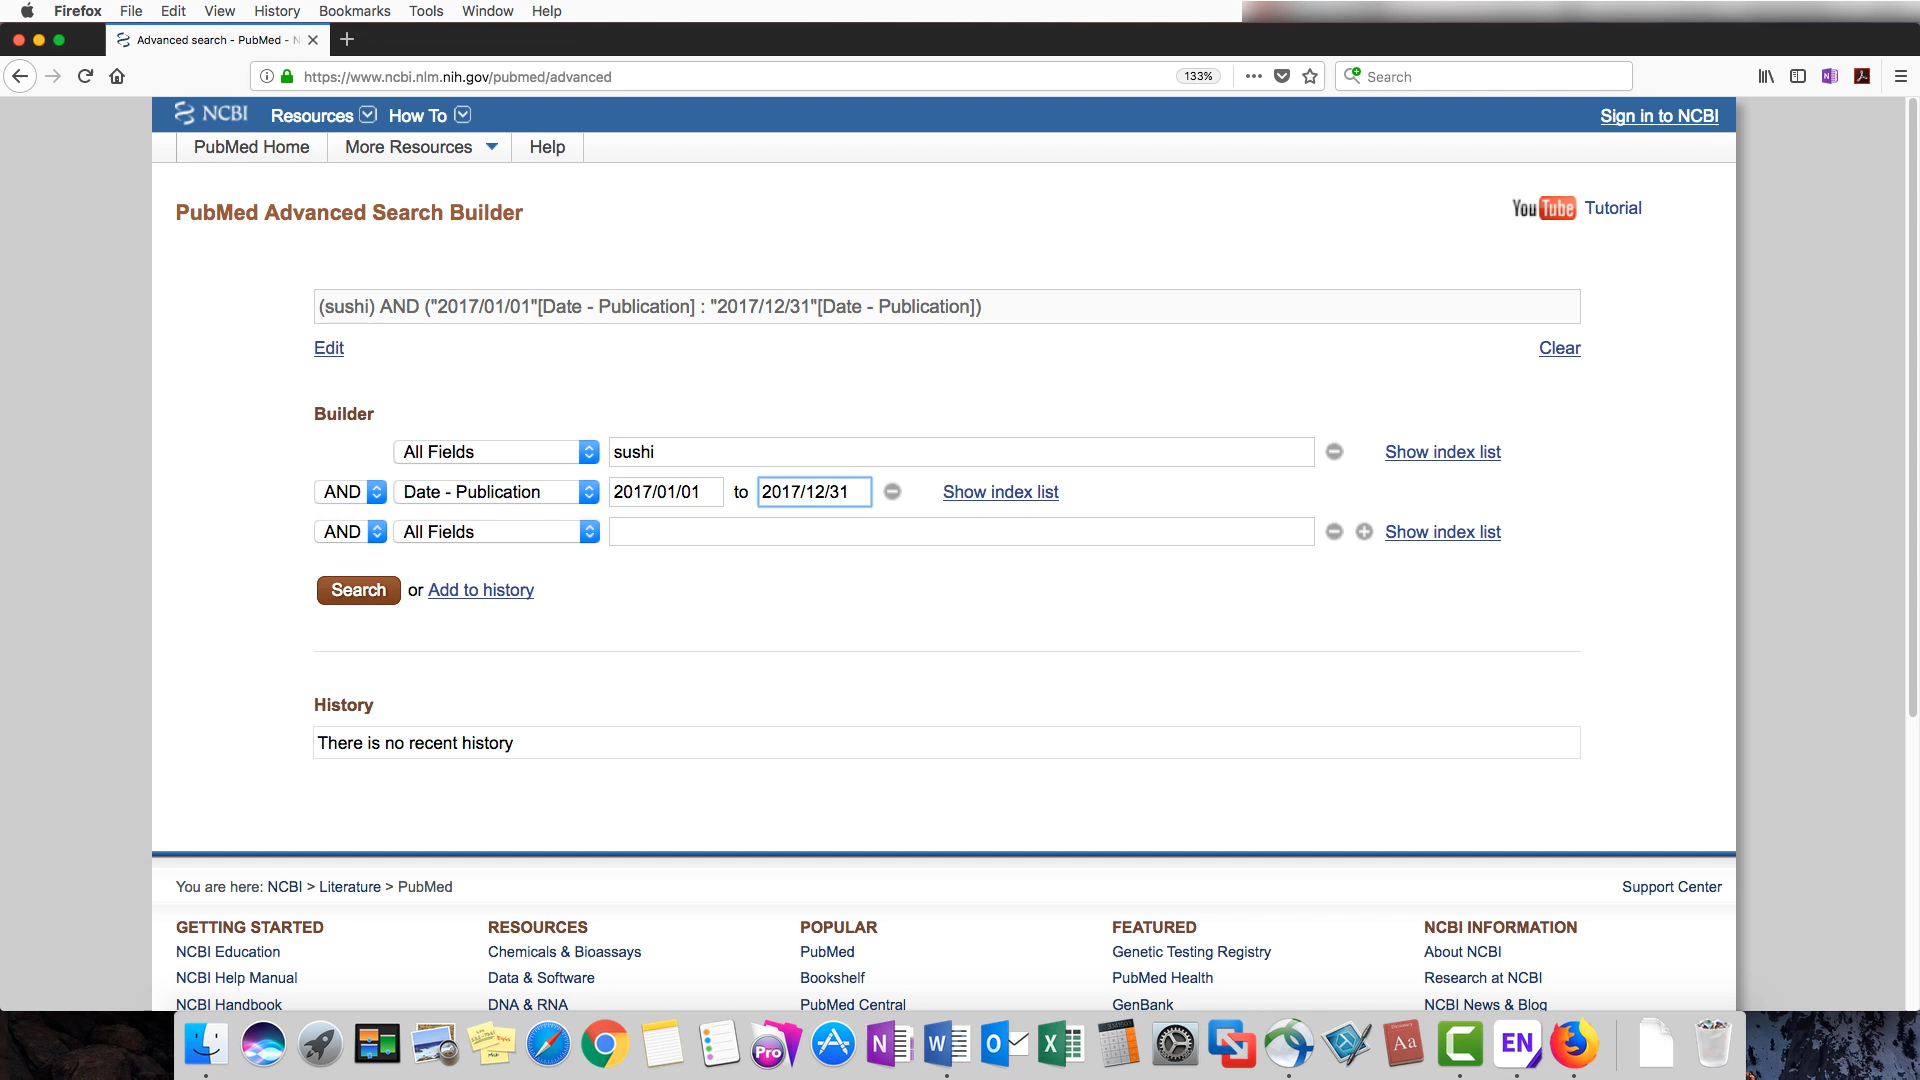 Firefox File Edit View History Bookmarks Tools Window Help
Advanced search - PubMed - N
https://www.ncbi.nlm.nih.gov/pubmed/advanced 133% Search
NCBI Resources How To Sign in to NCBI
PubMed Home More Resources Help
PubMed Advanced Search Builder
YouTube Tutorial
(sushi) AND ("2017/01/01"[Date - Publication] : "2017/12/31"[Date - Publication])
Edit Clear
Builder
All Fields sushi Show index list
AND Date - Publication 2017/01/01 to 2017/12/31 Show index list
AND All Fields Show index list
Search or Add to history
History
There is no recent history
You are here: NCBI > Literature > PubMed Support Center
GETTING STARTED RESOURCES POPULAR FEATURED NCBI INFORMATION
NCBI Education Chemicals & Bioassays PubMed Genetic Testing Registry About NCBI
NCBI Help Manual Data & Software Bookshelf PubMed Health Research at NCBI
NCBI Handbook DNA & RNA PubMed Central GenBank NCBI News & Blog
Pro N W O X Aa C EN